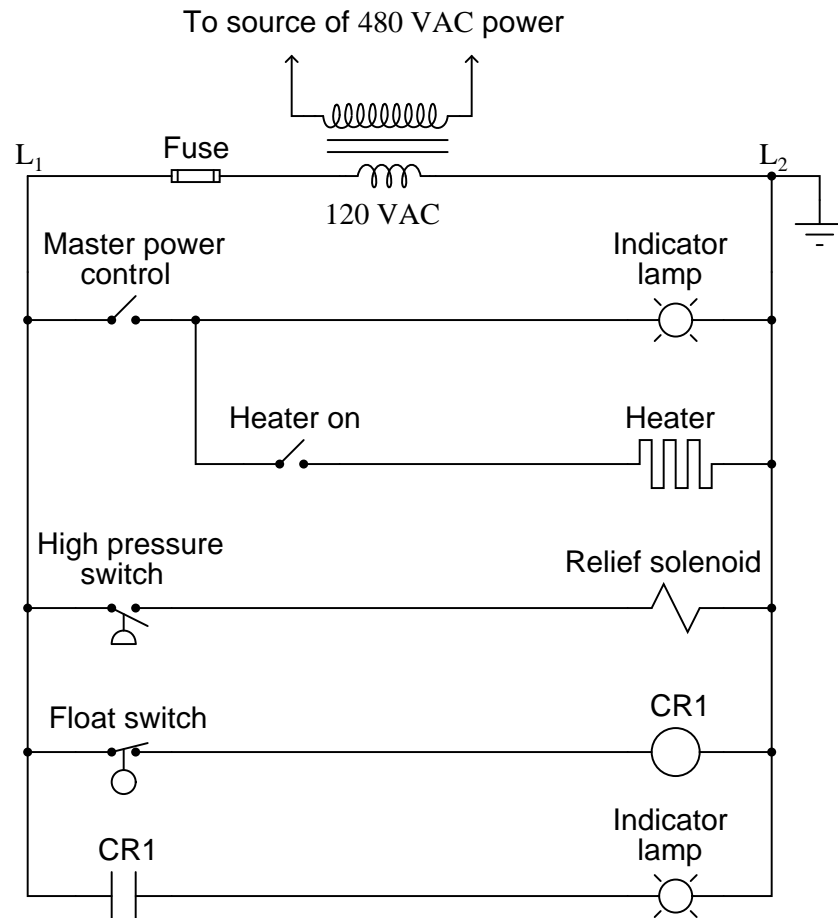 To source of 480 VAC power
L1
Fuse
L2
120 VAC
Master power
control
Indicator
lamp
Heater on
Heater
High pressure
switch
Relief solenoid
Float switch
CR1
CR1
Indicator
lamp